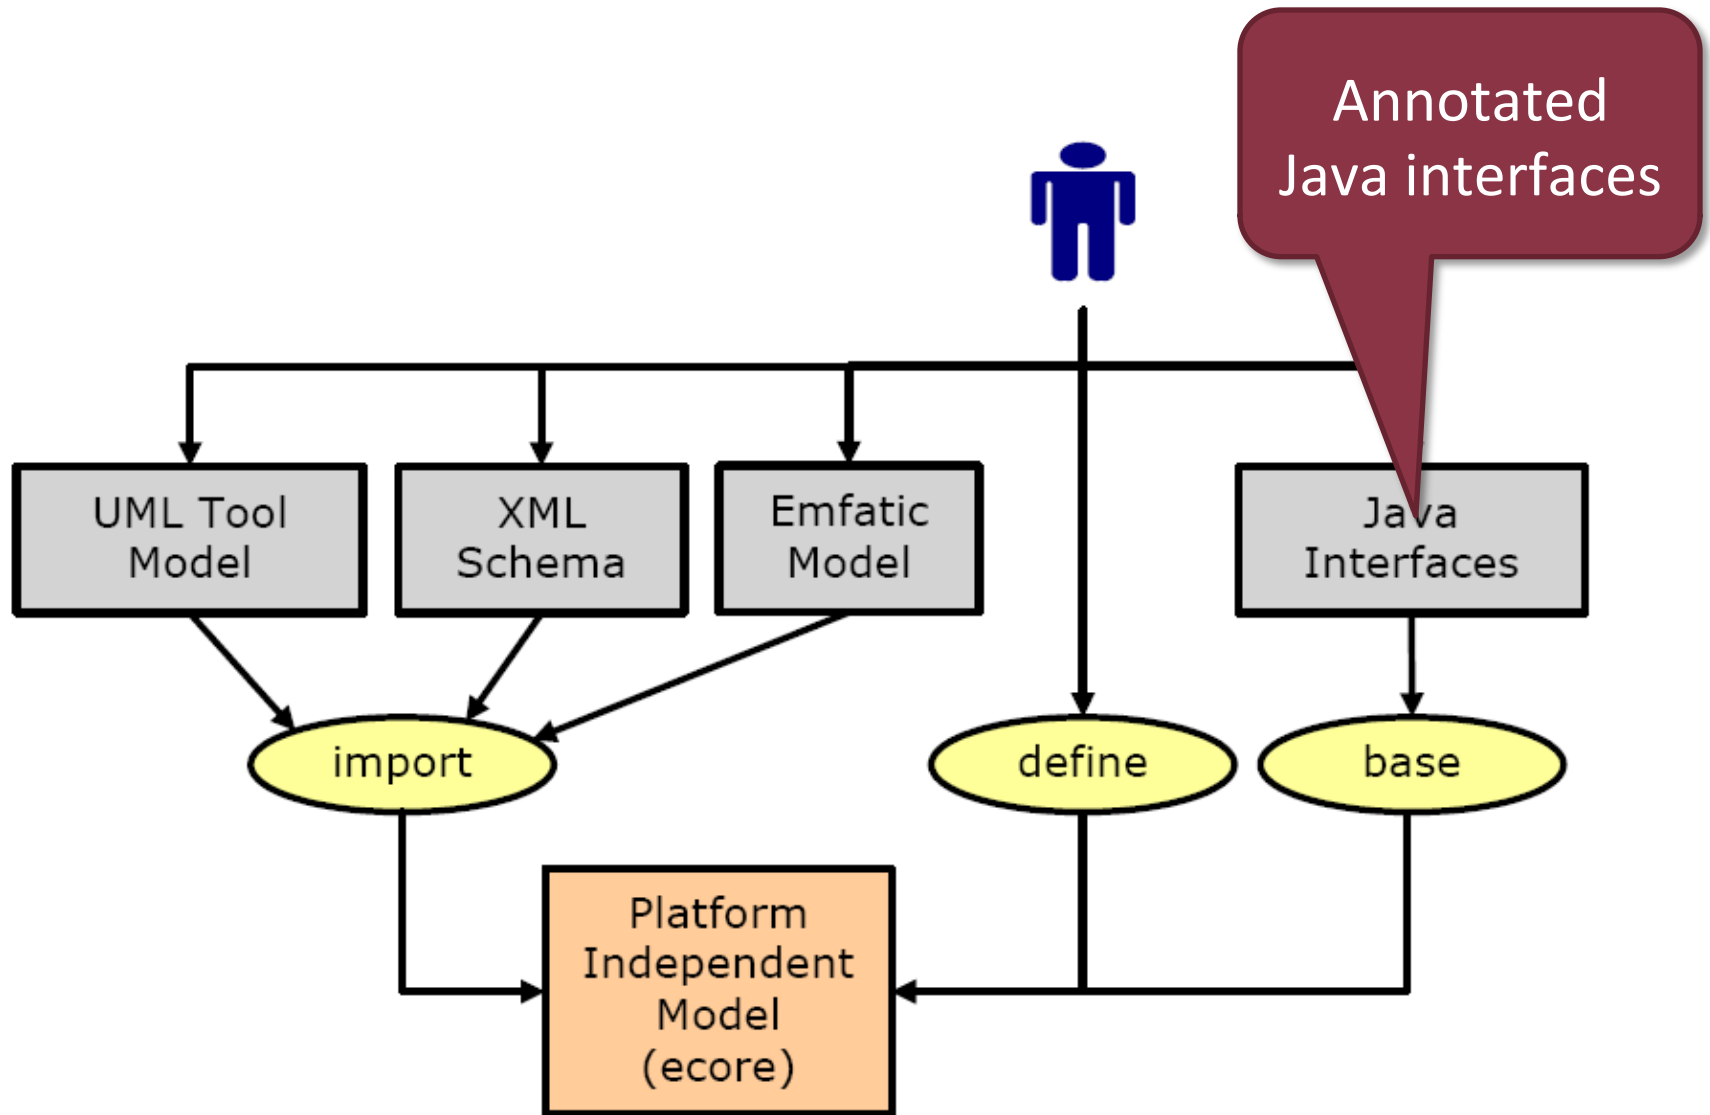 Annotated
Java interfaces
UML Tool
Model
XML
Schema
Emfatic
Model
Java
Interfaces
import
define
base
Platform
Independent
Model
(ecore)